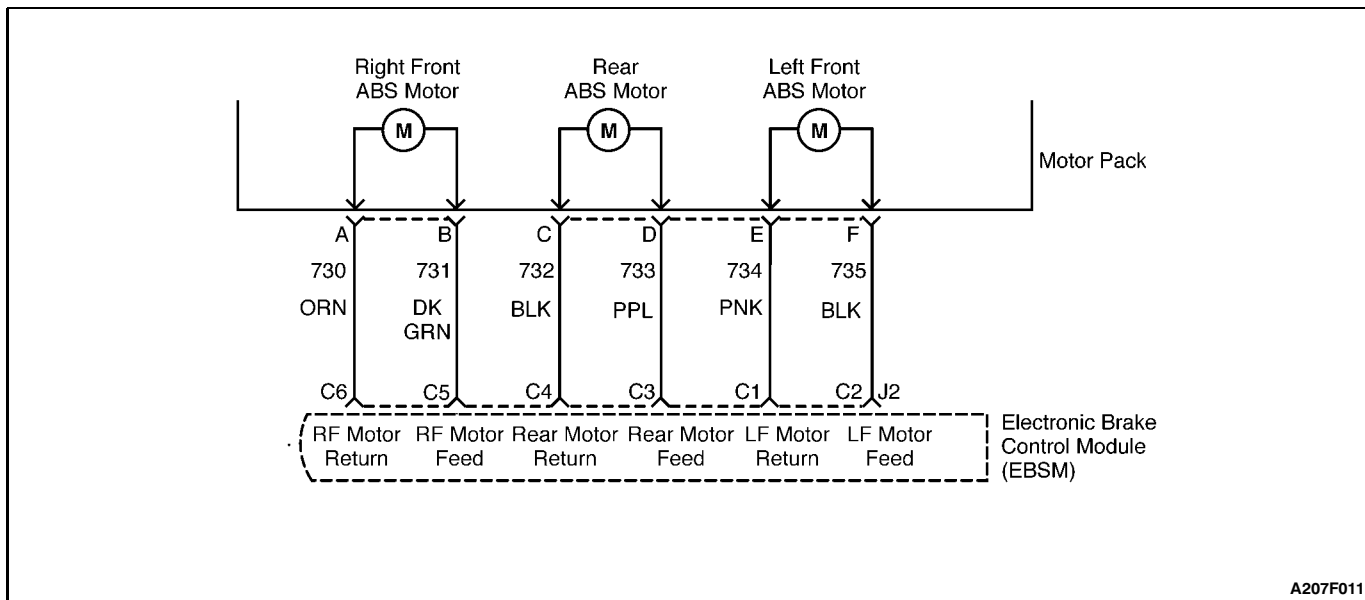 Right Front
ABS Motor
Rear
ABS Motor
Left Front
ABS Motor
M
M
M
Motor Pack
A B C D E F
730 731 732 733 734 735
ORN DK GRN BLK PPL PNK BLK
C6 C5 C4 C3 C1 C2 J2
RF Motor
Return
RF Motor
Feed
Rear Motor
Return
Rear Motor
Feed
LF Motor
Return
LF Motor
Feed
Electronic Brake
Control Module
(EBSM)
A207F011